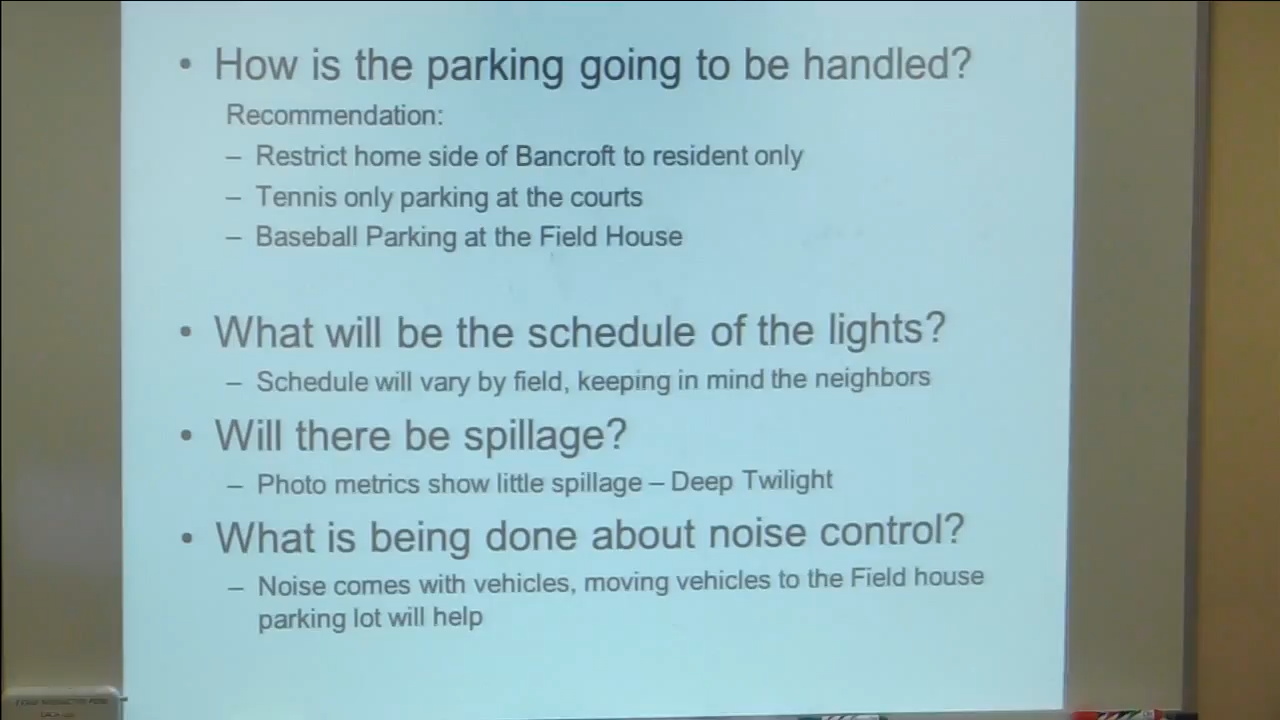 • How is the parking going to be handled?
Recommendation:
– Restrict home side of Bancroft to resident only
– Tennis only parking at the courts
– Baseball Parking at the Field House
• What will be the schedule of the lights?
– Schedule will vary by field, keeping in mind the neighbors
• Will there be spillage?
– Photo metrics show little spillage – Deep Twilight
• What is being done about noise control?
– Noise comes with vehicles, moving vehicles to the Field house
parking lot will help